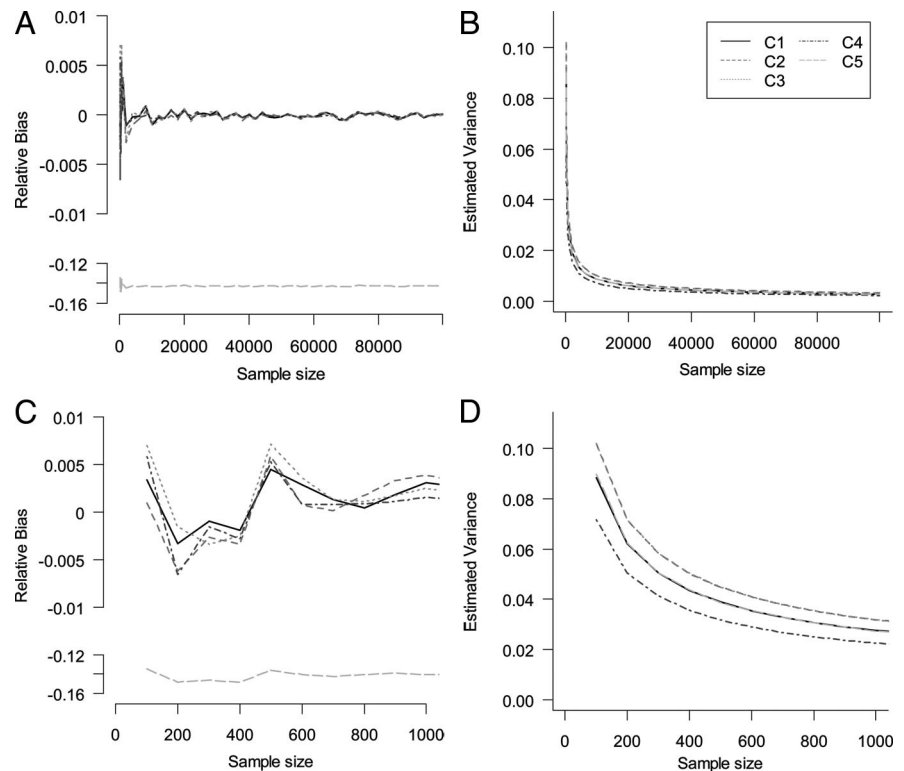 A
0.01
0.005
0
-0.005
-0.01
-0.12
-0.16
Relative Bias
0 20000 40000 60000 80000
Sample size
B
0.10
0.08
0.06
0.04
0.02
0.00
Estimated Variance
C1 C4
C2 C5
C3
0 20000 40000 60000 80000
Sample size
C
0.01
0.005
0
-0.005
-0.01
-0.12
-0.16
Relative Bias
0 200 400 600 800 1000
Sample size
D
0.10
0.08
0.06
0.04
0.02
0.00
Estimated Variance
0 200 400 600 800 1000
Sample size